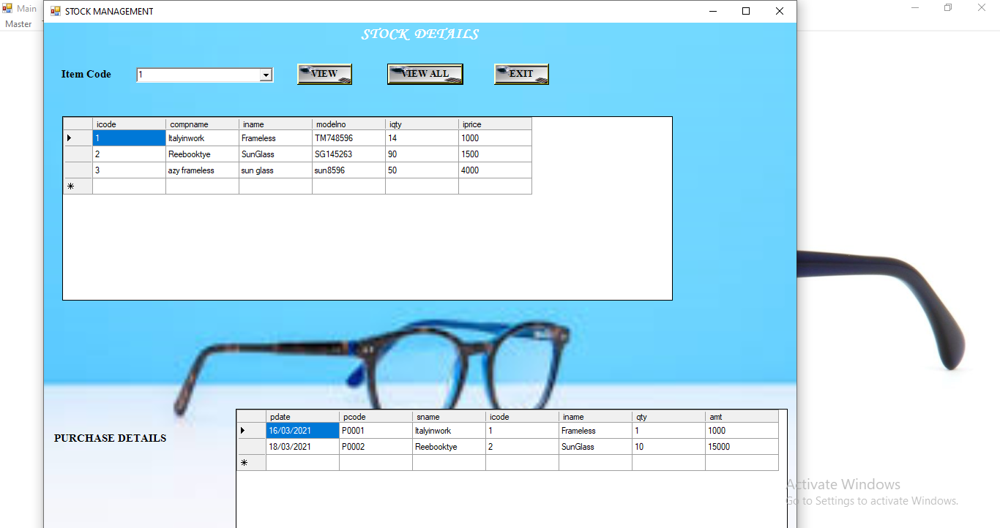 Main
STOCK MANAGEMENT
Master
STOCK DETAILS
Item Code 1 VIEW VIEW ALL EXIT
icode compname iname modelno iqty iprice
1 Italyinwork Frameless TM748596 14 1000
2 Reebooktye SunGlass SG145263 90 1500
3 azy frameless sun glass sun8596 50 4000
pdate pcode sname icode iname qty amt
16/03/2021 P0001 Italyinwork 1 Frameless 1 1000
PURCHASE DETAILS
18/03/2021 P0002 Reebooktye 2 SunGlass 10 15000
Activate Windows
Go to Settings to activate Windows.